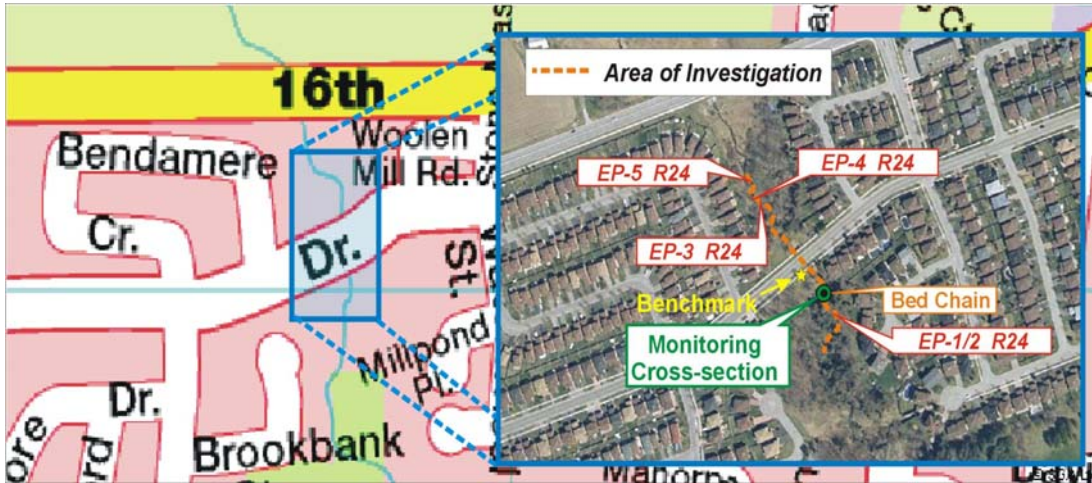 16th
Bendamere
Cr.
Woolen
Mill Rd.
Dr.
St.
Millpond
Pl.
Dr.
Brookbank
Area of Investigation
EP-5 R24
EP-4 R24
EP-3 R24
Benchmark
Bed Chain
Monitoring
Cross-section
EP-1/2 R24